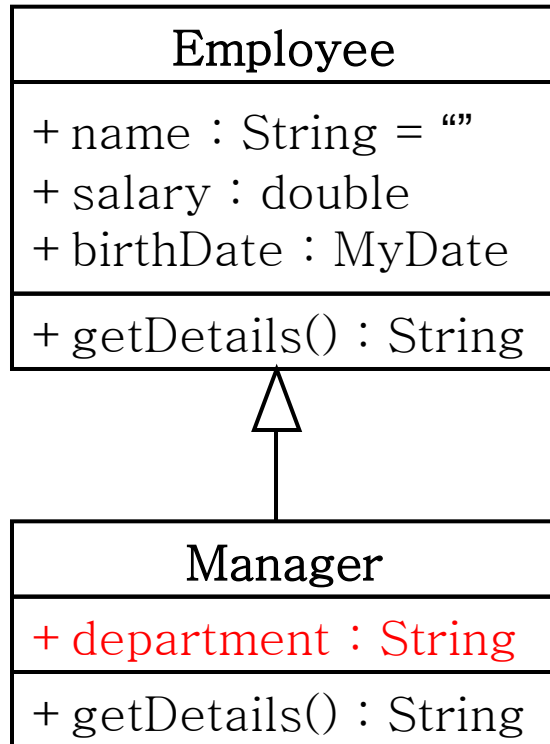 Employee
+ name : String = “”
+ salary : double
+ birthDate : MyDate
+ getDetails() : String
Manager
+ department : String
+ getDetails() : String